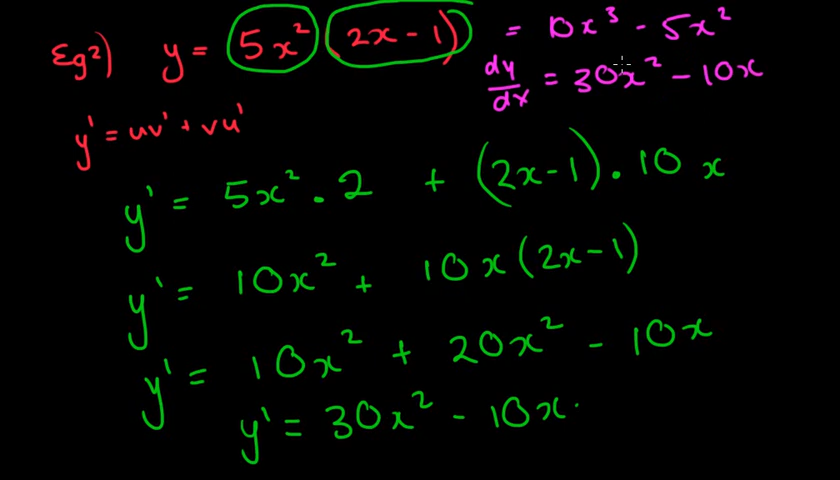 Eg2) y = 5x² (2x - 1) = 10x³ - 5x²
dy/dx = 30x² - 10x
y' = uv' + vu'
y' = 5x² . 2 + (2x - 1) . 10x
y' = 10x² + 10x(2x - 1)
y' = 10x² + 20x² - 10x
y' = 30x² - 10x.